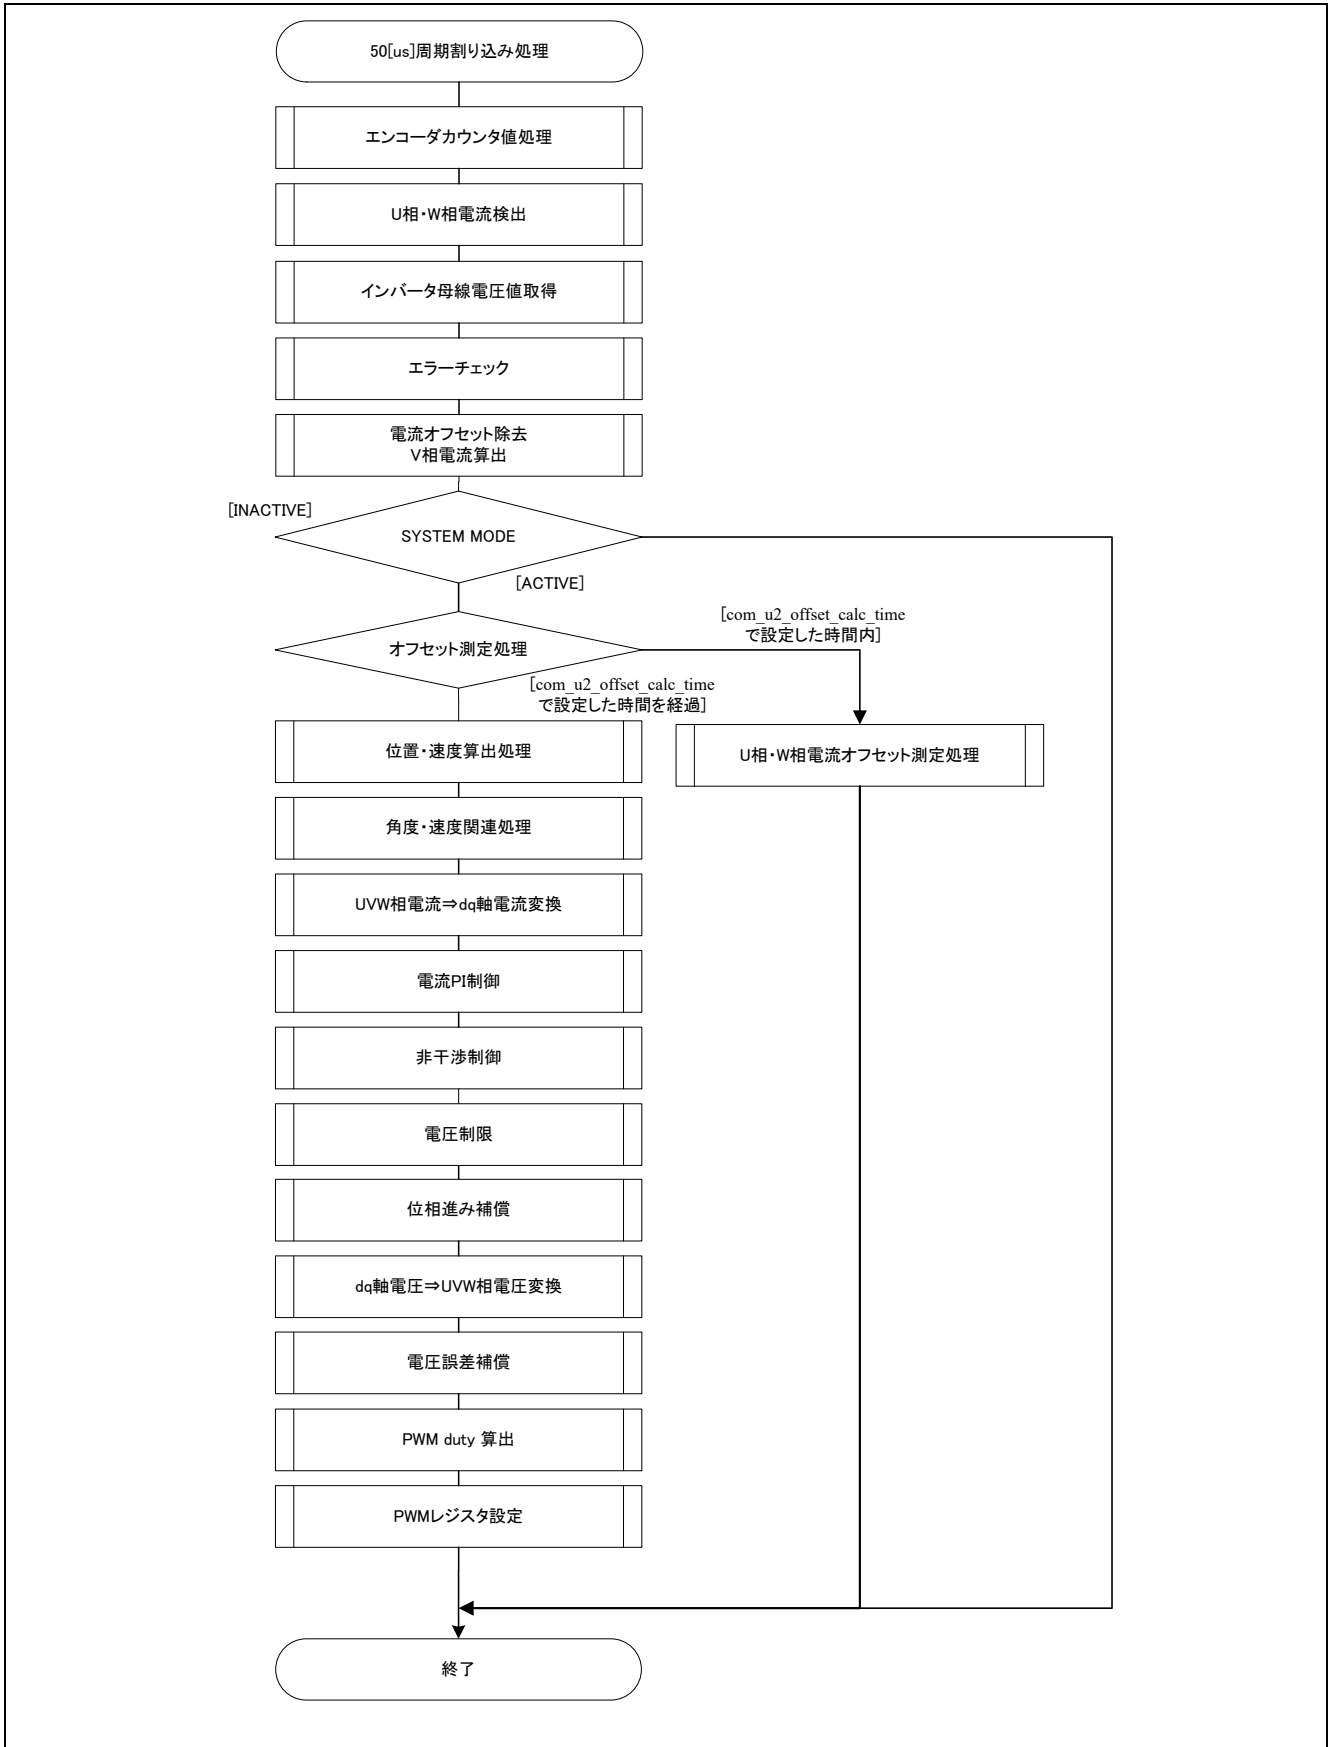 50[us]周期割り込み処理
エンコーダカウンタ値処理
U相・W相電流検出
インバータ母線電圧値取得
エラーチェック
電流オフセット除去
V相電流算出
[INACTIVE]
SYSTEM MODE
[ACTIVE]
オフセット測定処理
[com_u2_offset_calc_time
で設定した時間内]
[com_u2_offset_calc_time
で設定した時間を経過]
位置・速度算出処理
U相・W相電流オフセット測定処理
角度・速度関連処理
UVW相電流⇒dq軸電流変換
電流PI制御
非干渉制御
電圧制限
位相進み補償
dq軸電圧⇒UVW相電圧変換
電圧誤差補償
PWM duty 算出
PWMレジスタ設定
終了